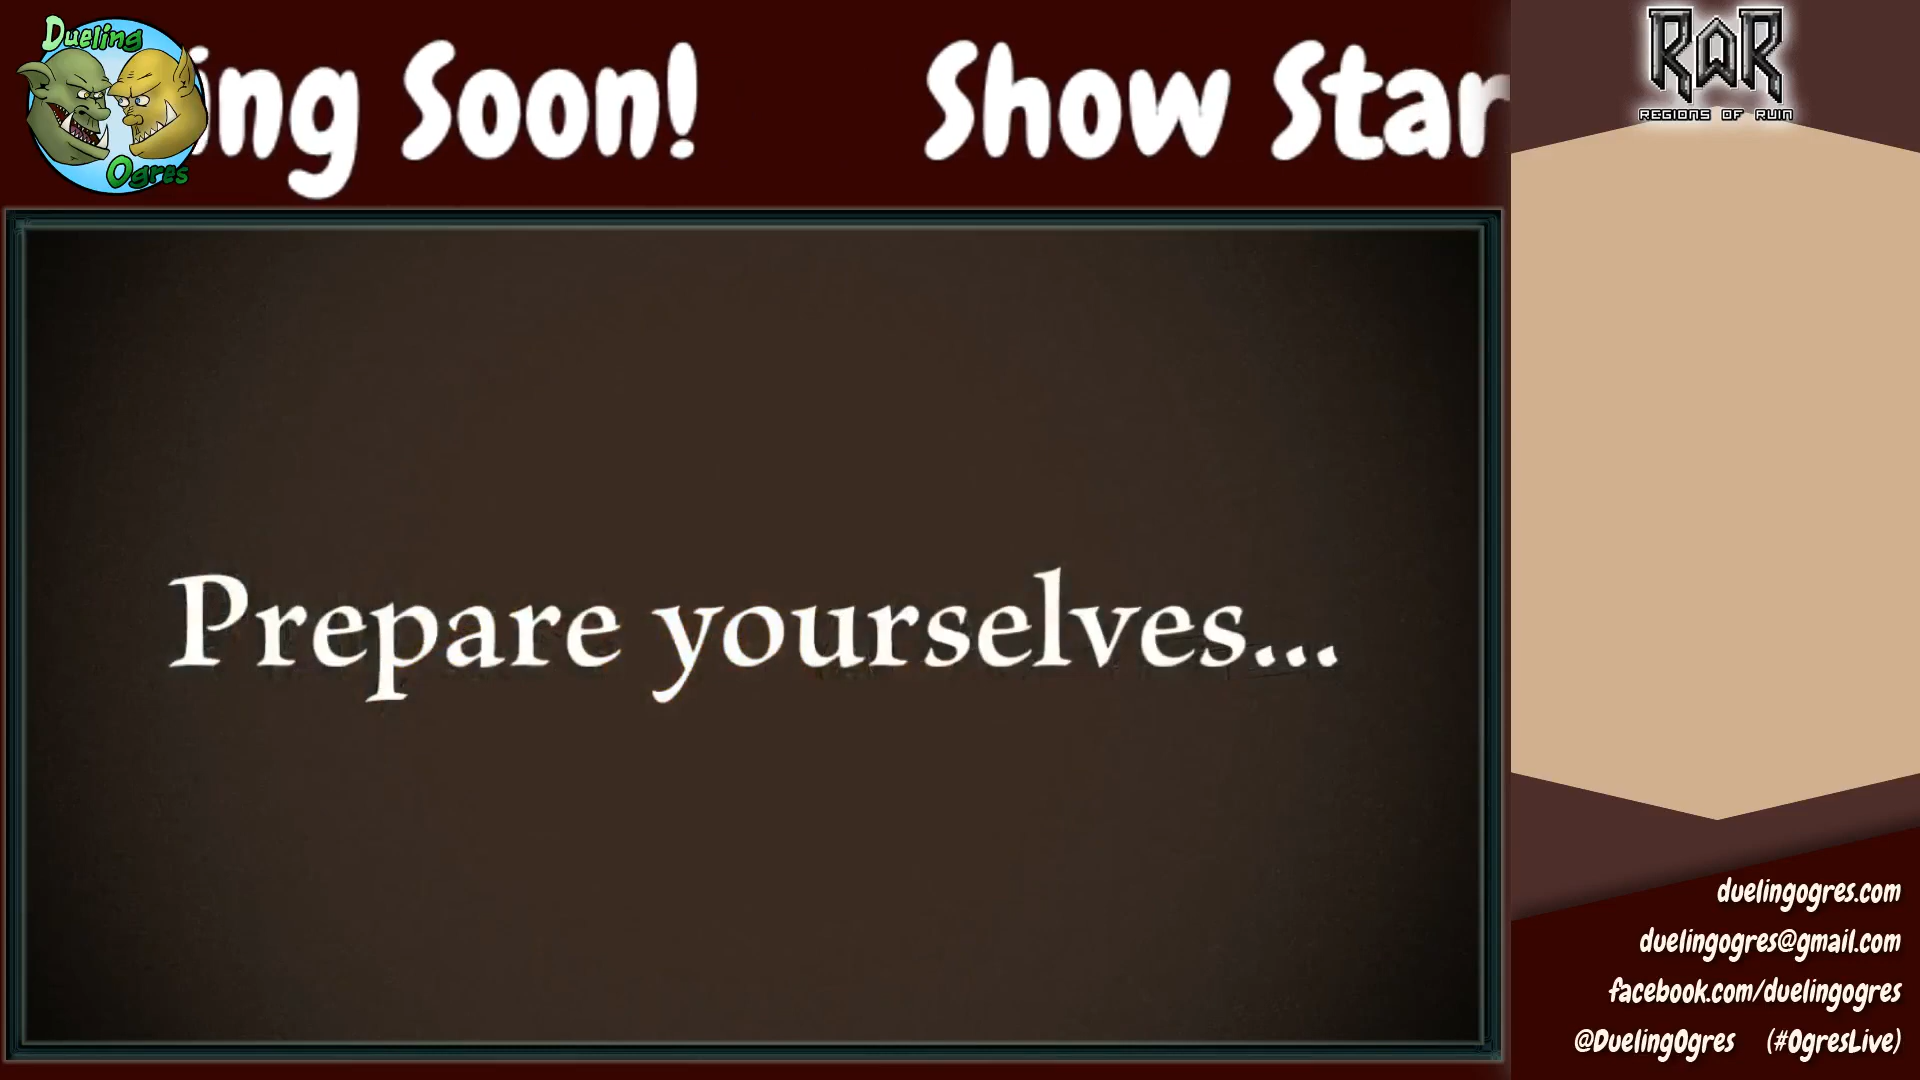 Dueling
Ogres
ing Soon!
Show Star
RR
REGIONS OF RUIN
Prepare yourselves...
duelingogres.com
duelingogres@gmail.com
facebook.com/duelingogres
@DuelingOgres (#OgresLive)